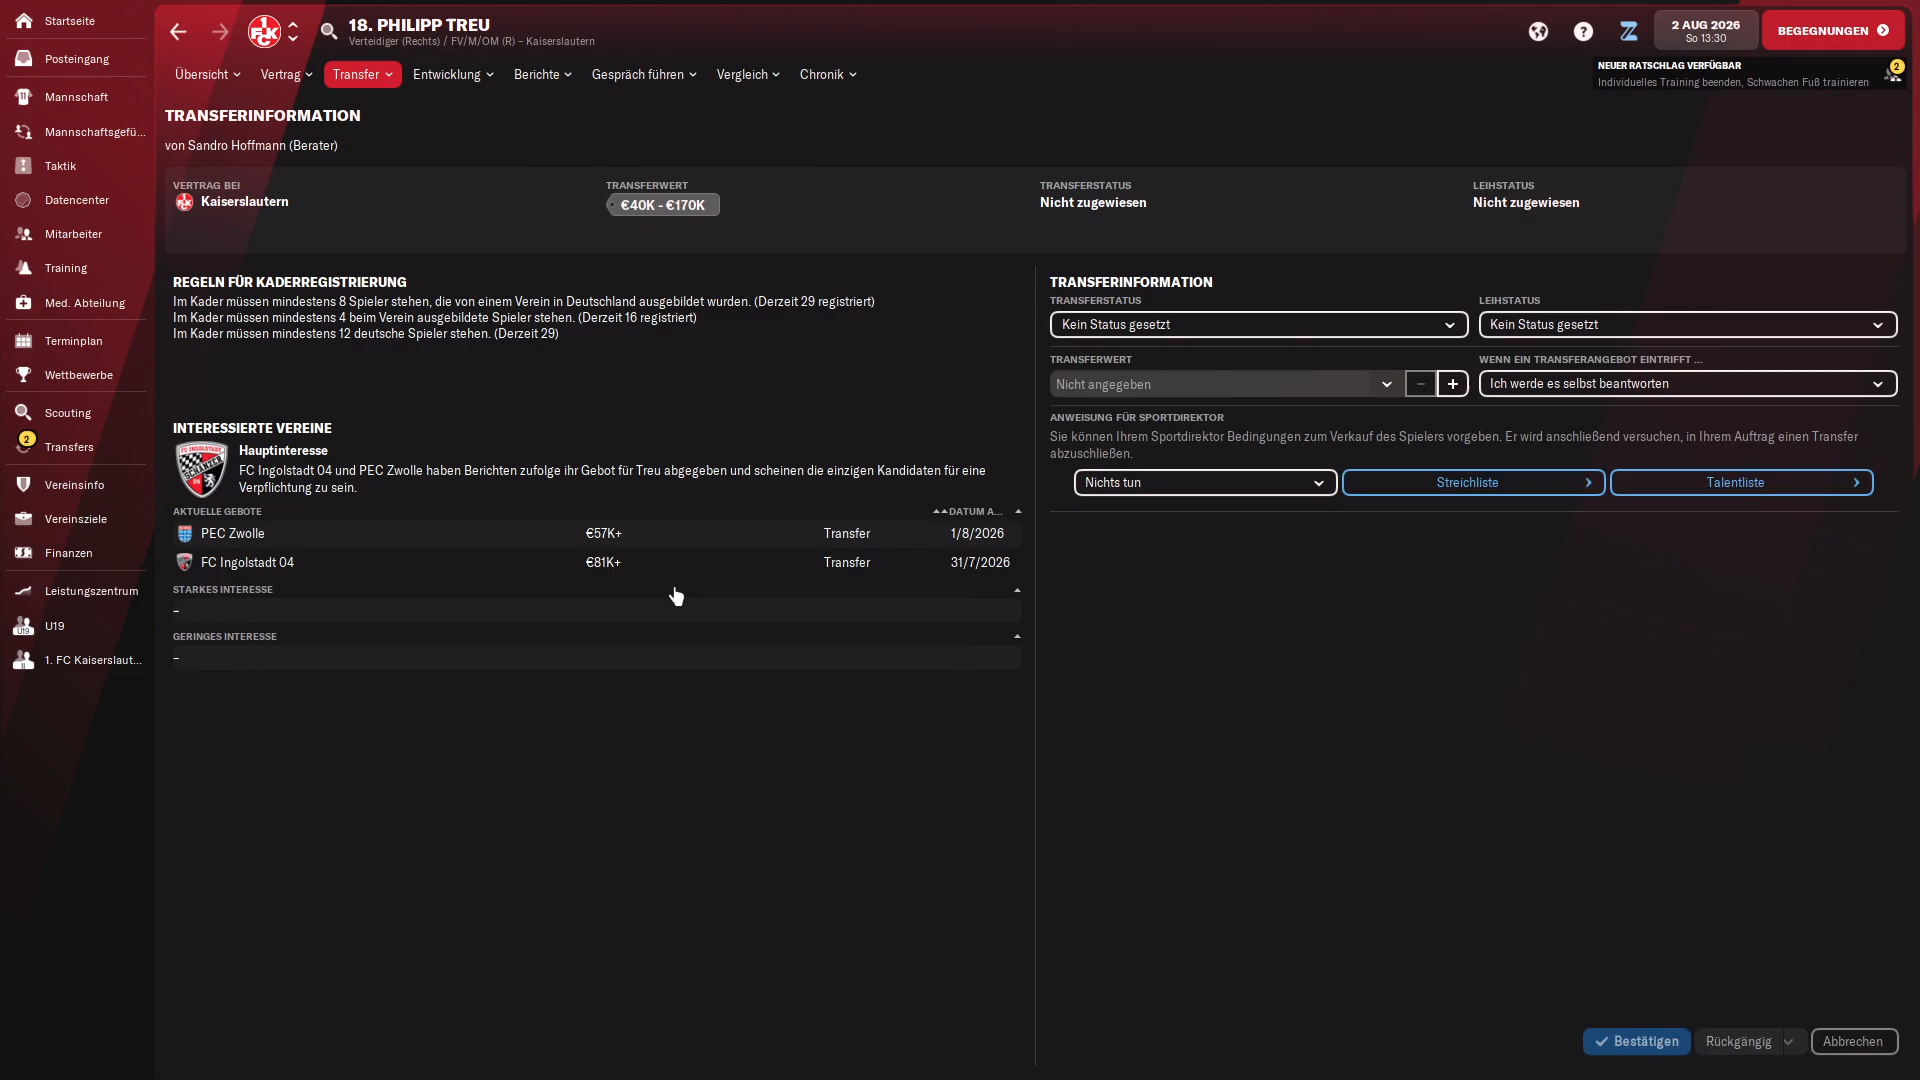 Startseite
Posteingang
Mannschaft
Mannschaftsgefü...
Taktik
Datencenter
Mitarbeiter
Training
Med. Abteilung
Terminplan
Wettbewerbe
Scouting
2
Transfers
Vereinsinfo
Vereinsziele
Finanzen
Leistungszentrum
U19
U19
1. FC Kaiserslaut...
18. PHILIPP TREU
Verteidiger (Rechts) / FV/M/OM (R) – Kaiserslautern
2 AUG 2026
So 13:30
BEGEGNUNGEN
Übersicht
Vertrag
Transfer
Entwicklung
Berichte
Gespräch führen
Vergleich
Chronik
NEUER RATSCHLAG VERFÜGBAR
Individuelles Training beenden, Schwachen Fuß trainieren
2
TRANSFERINFORMATION
von Sandro Hoffmann (Berater)
VERTRAG BEI
Kaiserslautern
TRANSFERWERT
€40K - €170K
TRANSFERSTATUS
Nicht zugewiesen
LEIHSTATUS
Nicht zugewiesen
REGELN FÜR KADERREGISTRIERUNG
Im Kader müssen mindestens 8 Spieler stehen, die von einem Verein in Deutschland ausgebildet wurden. (Derzeit 29 registriert)
Im Kader müssen mindestens 4 beim Verein ausgebildete Spieler stehen. (Derzeit 16 registriert)
Im Kader müssen mindestens 12 deutsche Spieler stehen. (Derzeit 29)
INTERESSIERTE VEREINE
Hauptinteresse
FC Ingolstadt 04 und PEC Zwolle haben Berichten zufolge ihr Gebot für Treu abgegeben und scheinen die einzigen Kandidaten für eine
Verpflichtung zu sein.
AKTUELLE GEBOTE
DATUM A...
PEC Zwolle €57K+ Transfer 1/8/2026
FC Ingolstadt 04 €81K+ Transfer 31/7/2026
STARKES INTERESSE
-
GERINGES INTERESSE
-
TRANSFERINFORMATION
TRANSFERSTATUS
Kein Status gesetzt
LEIHSTATUS
Kein Status gesetzt
TRANSFERWERT
Nicht angegeben
WENN EIN TRANSFERANGEBOT EINTRIFFT ...
Ich werde es selbst beantworten
ANWEISUNG FÜR SPORTDIREKTOR
Sie können Ihrem Sportdirektor Bedingungen zum Verkauf des Spielers vorgeben. Er wird anschließend versuchen, in Ihrem Auftrag einen Transfer
abzuschließen.
Nichts tun
Streichliste
Talentliste
Bestätigen
Rückgängig
Abbrechen